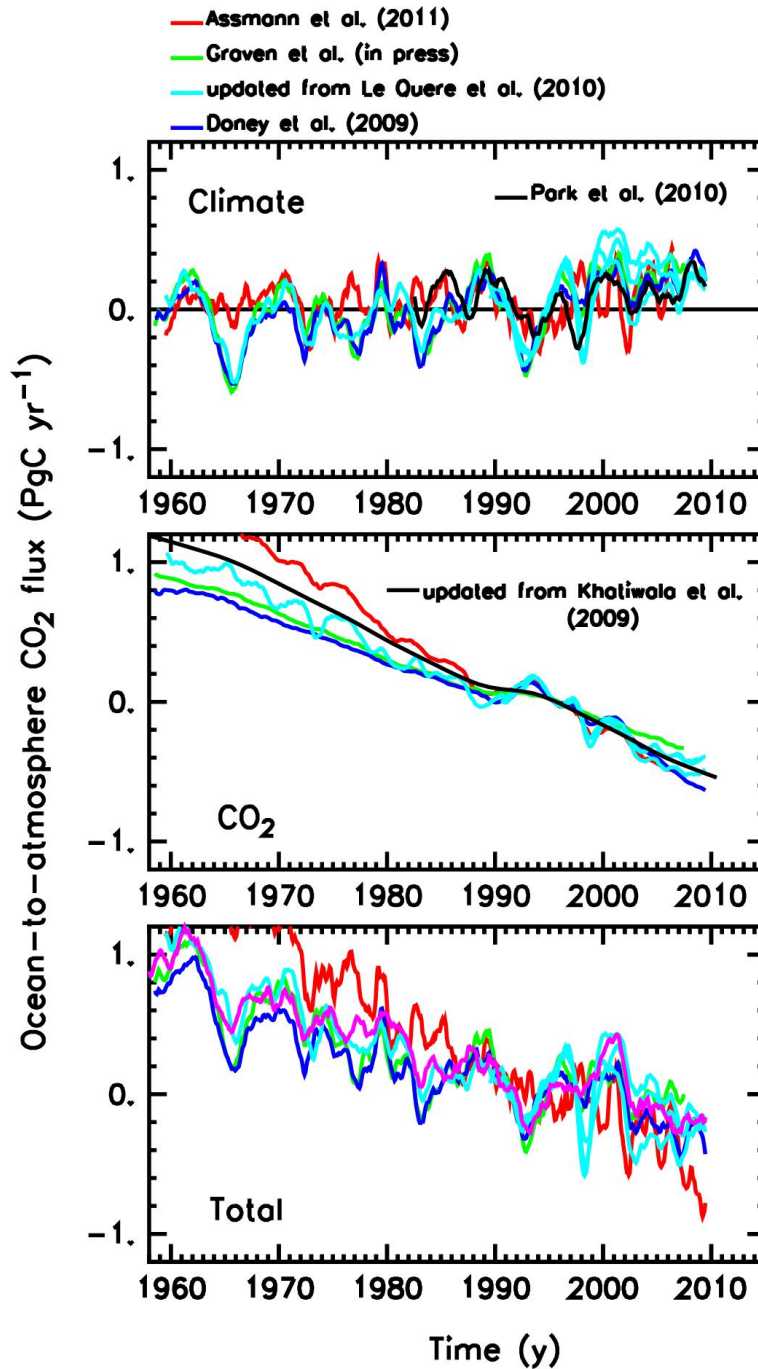 Assmann et al. (2011)
Graven et al. (in press)
updated from Le Quere et al. (2010)
Doney et al. (2009)
Ocean-to-atmosphere CO2 flux (PgC yr-1)
1.
Climate
Park et al. (2010)
0.
-1.
1960 1970 1980 1990 2000 2010
1.
updated from Khatiwala et al.
(2009)
0.
CO2
-1.
1960 1970 1980 1990 2000 2010
1.
0.
Total
-1.
1960 1970 1980 1990 2000 2010
Time (y)